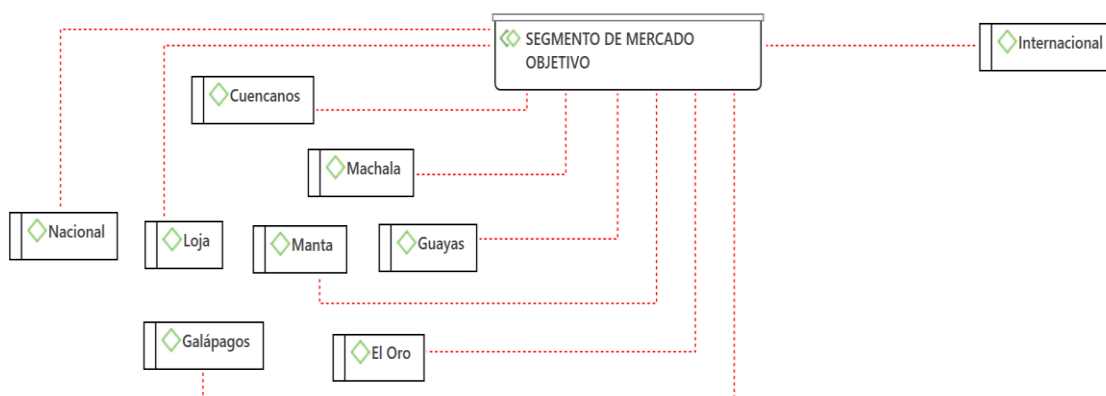 SEGMENTO DE MERCADO
OBJETIVO
Internacional
Cuencanos
Machala
Nacional
Loja
Manta
Guayas
Galápagos
El Oro